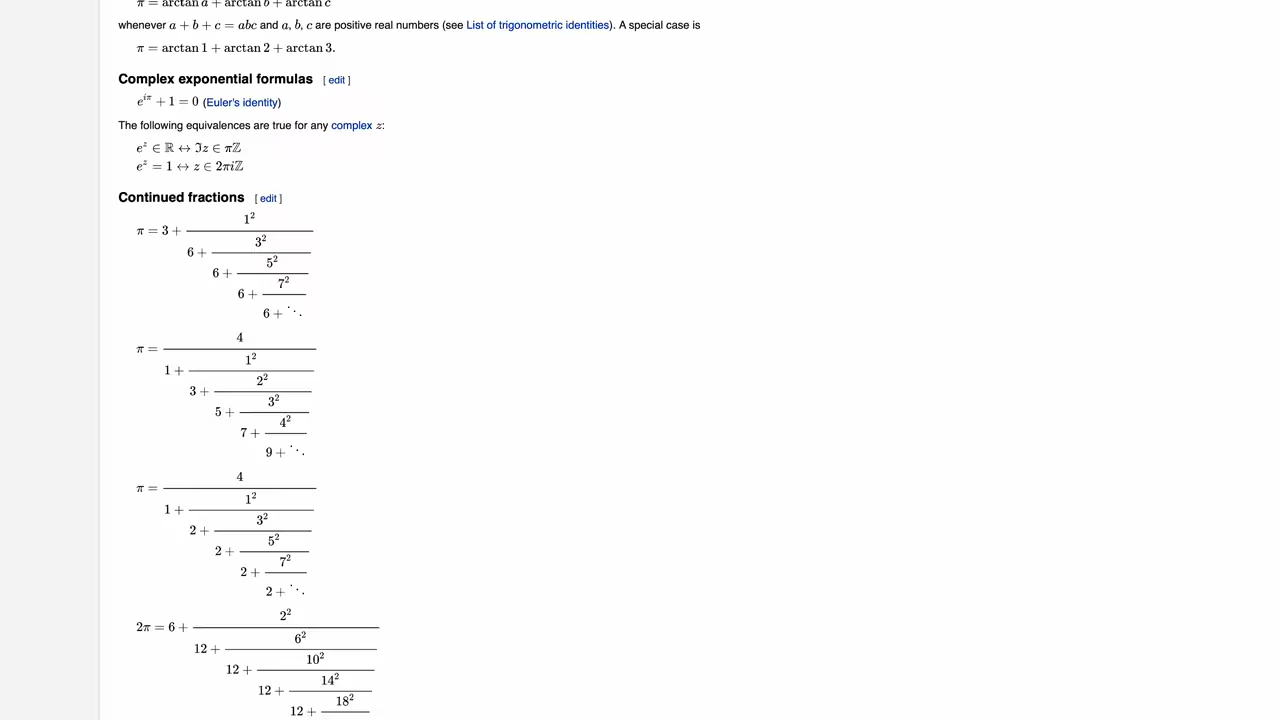 π = arctan a + arctan b + arctan c
whenever a + b + c = abc and a, b, c are positive real numbers (see List of trigonometric identities). A special case is
π = arctan 1 + arctan 2 + arctan 3.
Complex exponential formulas [ edit ]
e^{iπ} + 1 = 0 (Euler's identity)
The following equivalences are true for any complex z:
e^z ∈ ℝ ↔ ℑz ∈ πℤ
e^z = 1 ↔ z ∈ 2πiℤ
Continued fractions [ edit ]
1²
π = 3 +
3²
6 +
5²
6 +
7²
6 +
6 + ⋱.
4
π =
1²
1 +
2²
3 +
3²
5 +
4²
7 +
9 + ⋱.
4
π =
1²
1 +
3²
2 +
5²
2 +
7²
2 +
2 + ⋱.
2²
2π = 6 +
6²
12 +
10²
12 +
14²
12 +
18²
12 +